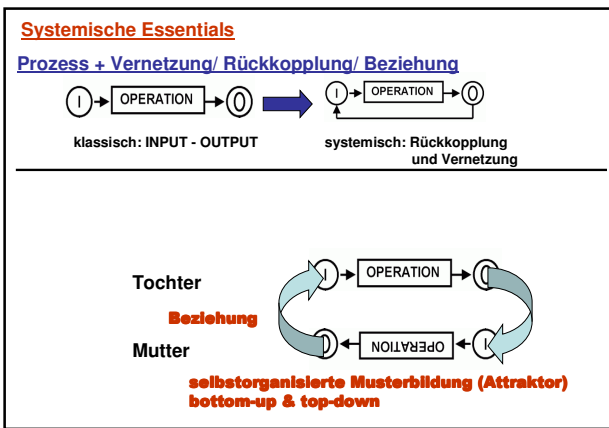 Systemische Essentials
Prozess + Vernetzung/ Rückkopplung/ Beziehung
I OPERATION O
I OPERATION O
klassisch: INPUT - OUTPUT
systemisch: Rückkopplung
und Vernetzung
Tochter
I OPERATION O
Beziehung
Mutter
O OPERATION I
selbstorganisierte Musterbildung (Attraktor)
bottom-up & top-down